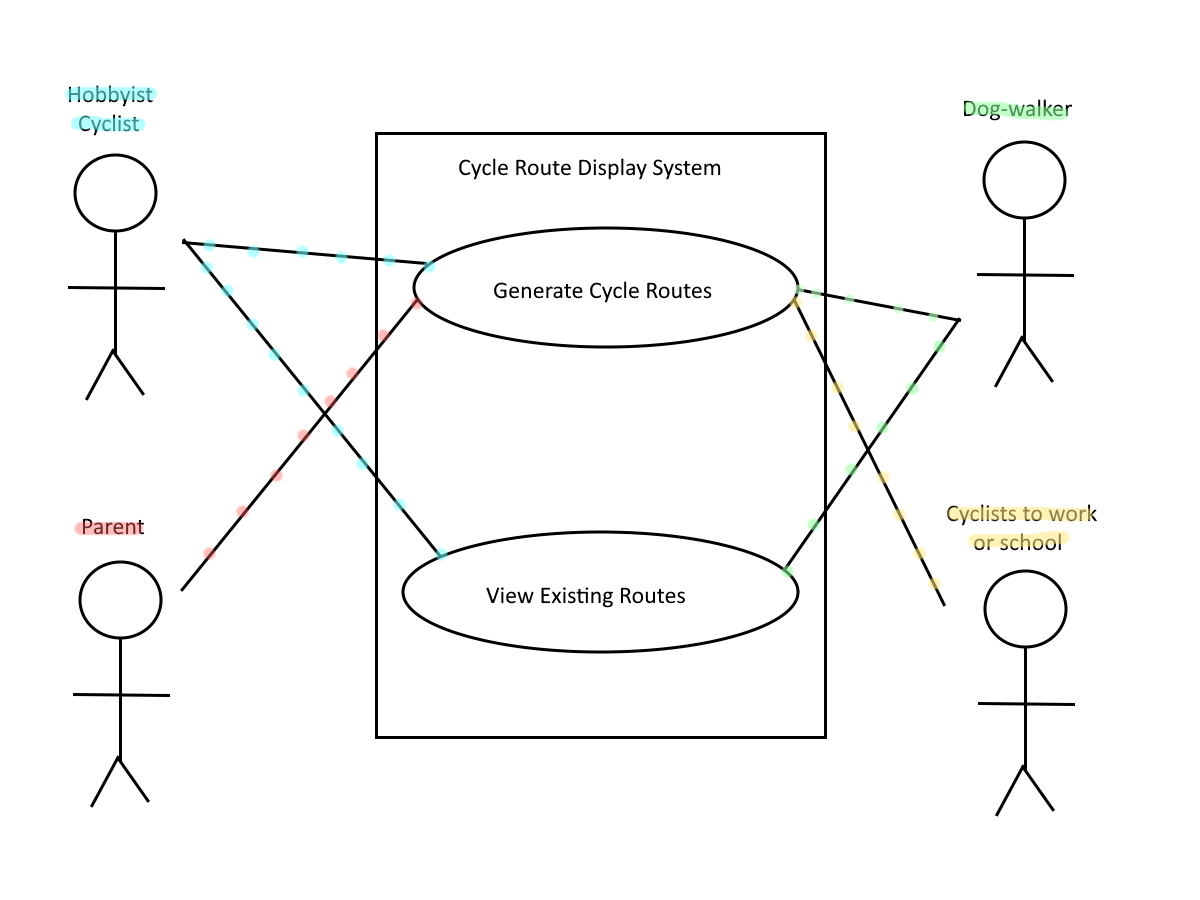 Hobbyist
Cyclist
Dog-walker
Cycle Route Display System
Generate Cycle Routes
Parent
Cyclists to work
or school
View Existing Routes